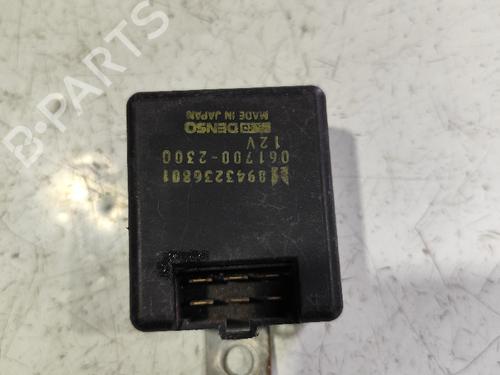 8943236801
061700-2300
12V
DENSO
MADE IN JAPAN
B-PARTS